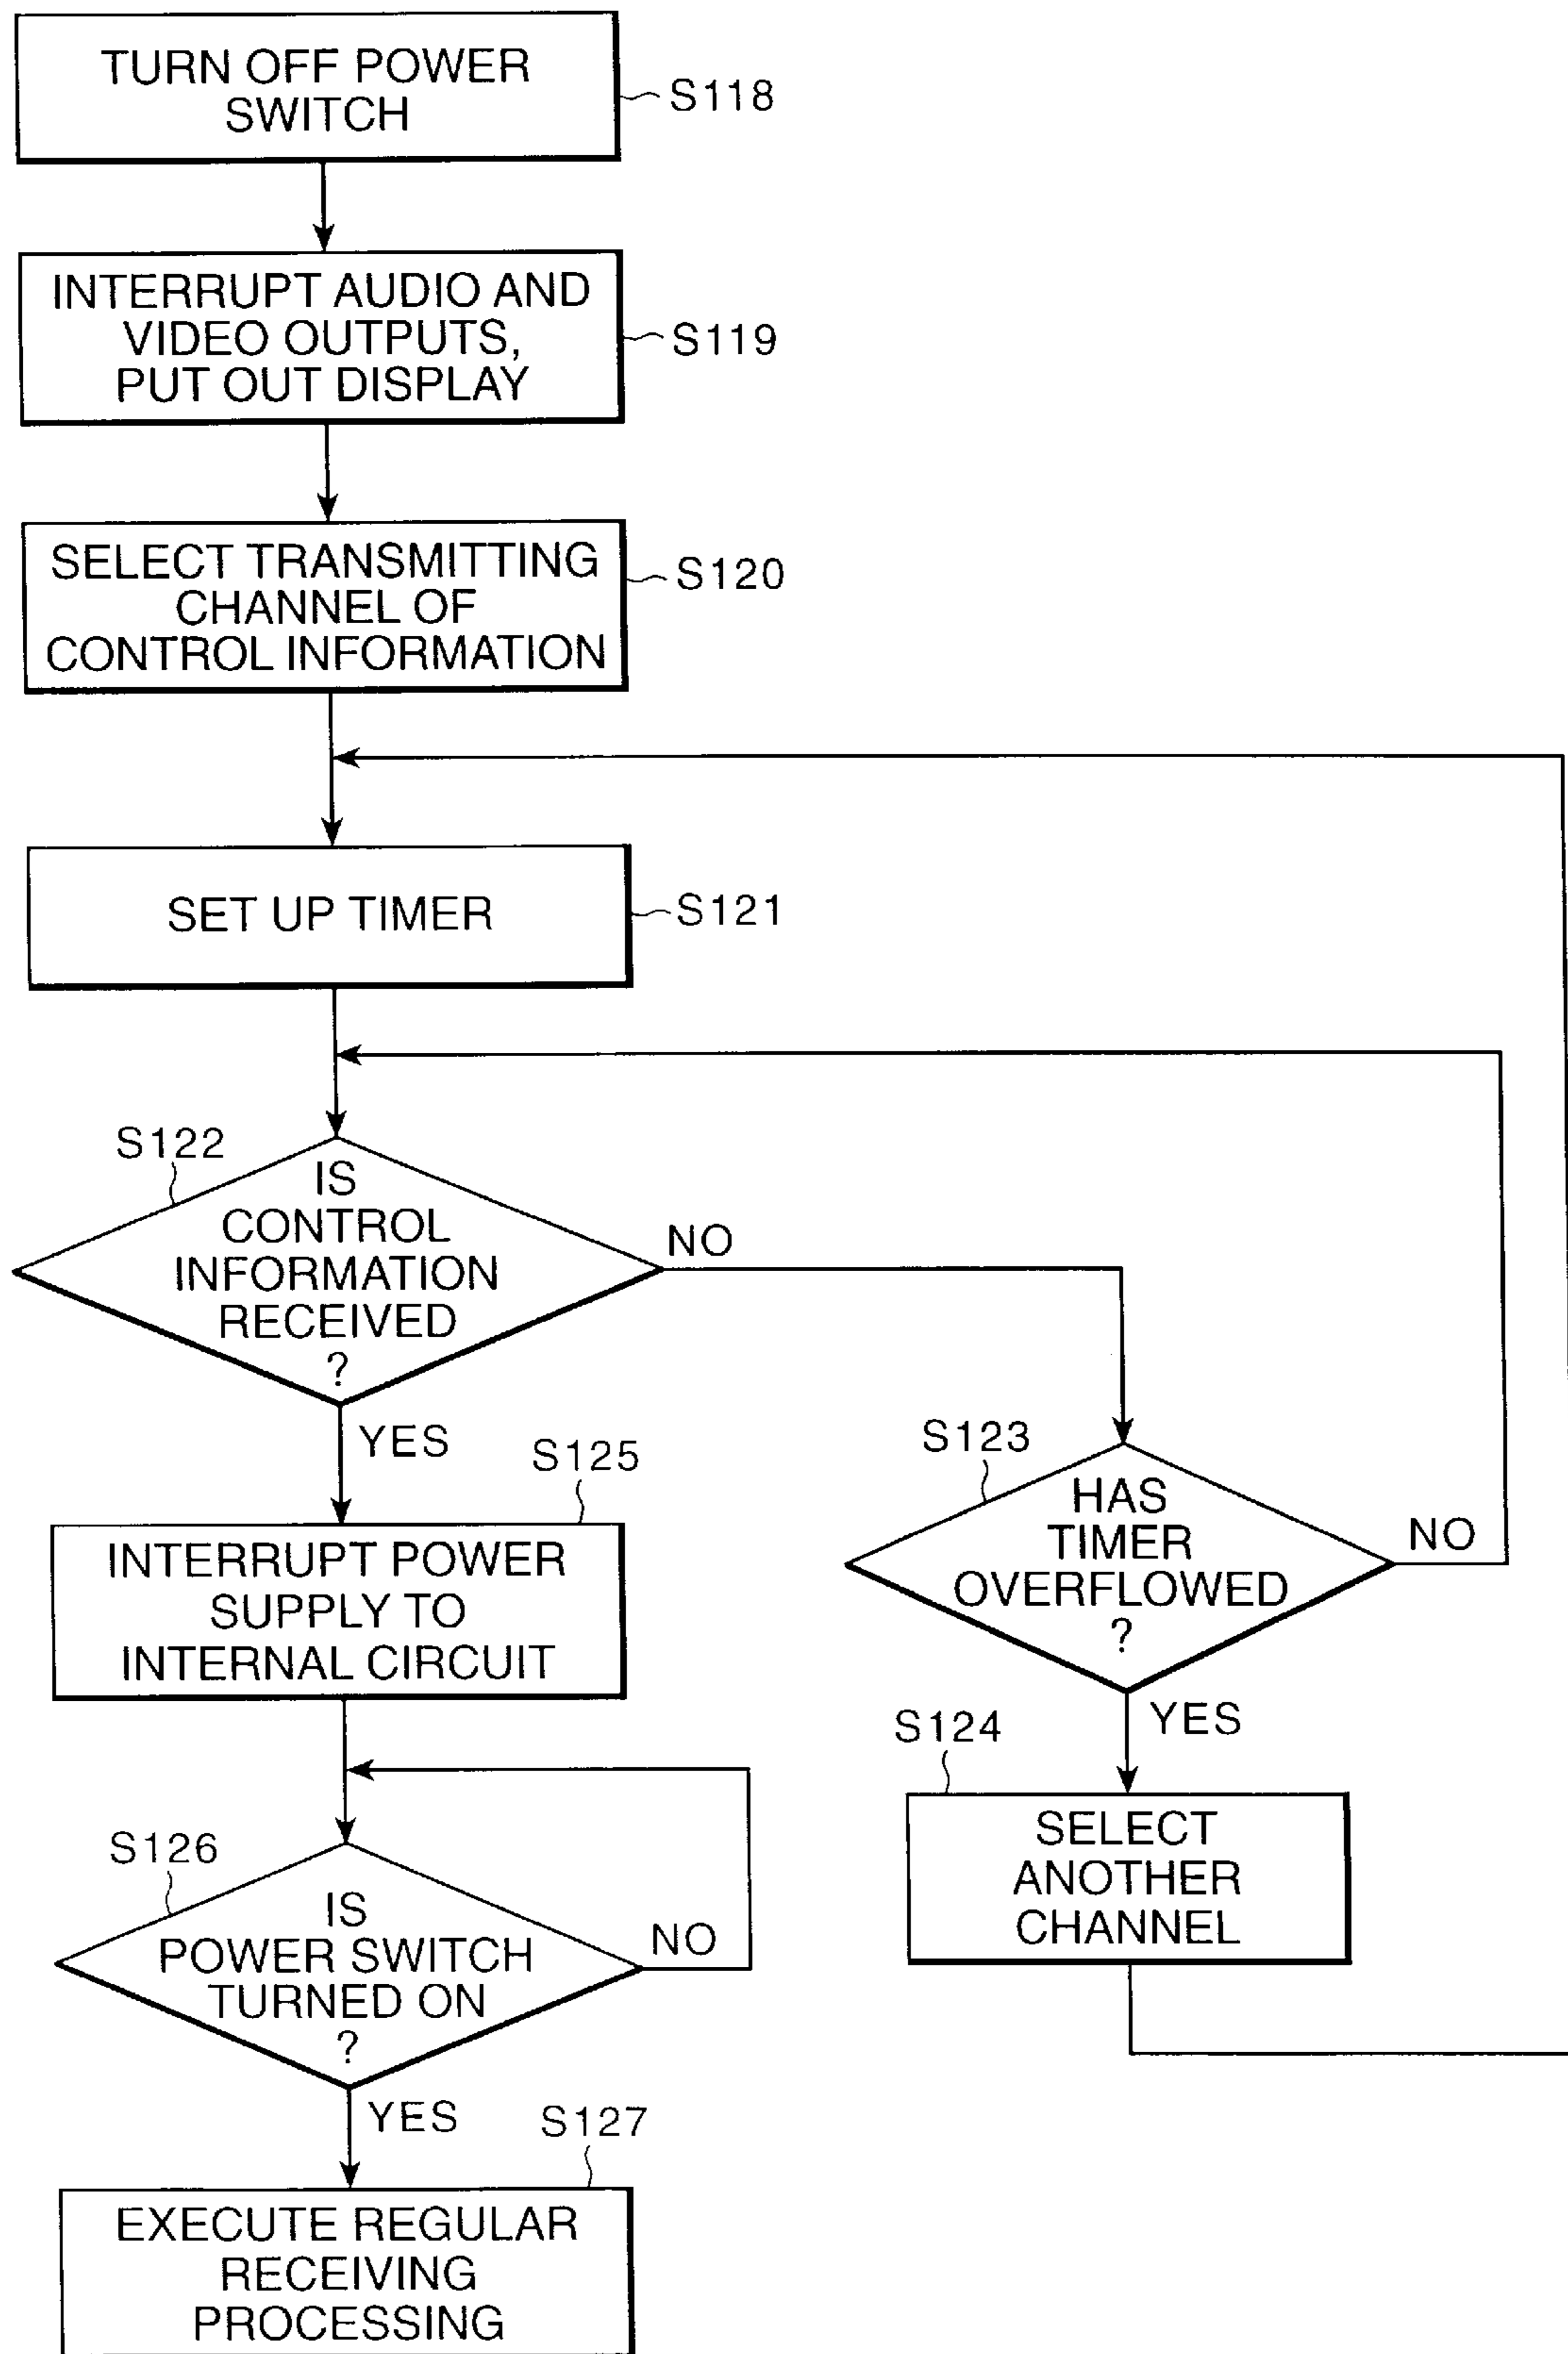 TURN OFF POWER
SWITCH
S118
INTERRUPT AUDIO AND
VIDEO OUTPUTS,
PUT OUT DISPLAY
S119
SELECT TRANSMITTING
CHANNEL OF
CONTROL INFORMATION
S120
SET UP TIMER
S121
S122
IS
CONTROL
INFORMATION
RECEIVED
?
NO
YES
S123
HAS
TIMER
OVERFLOWED
?
NO
YES
S124
SELECT
ANOTHER
CHANNEL
S125
INTERRUPT POWER
SUPPLY TO
INTERNAL CIRCUIT
S126
IS
POWER SWITCH
TURNED ON
?
NO
YES
S127
EXECUTE REGULAR
RECEIVING
PROCESSING